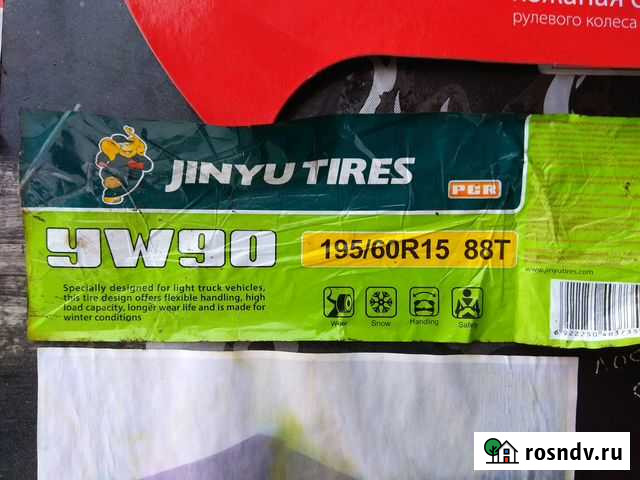 рулевого колеса
JINYU TIRES
PCR
YW90
195/60R15 88T
Specially designed for light truck vehicles,
this tire design offers flexible handling, high
load capacity, longer wear life and is made for
winter conditions
Wear
Snow
Handling
Safety
www.jinyutires.com
rosndv.ru